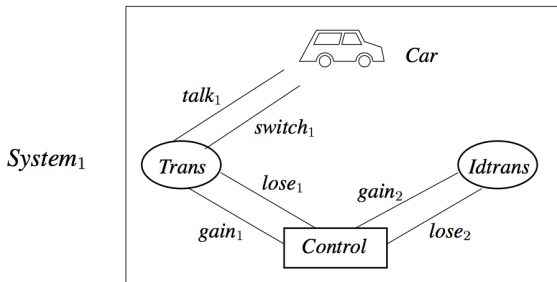 Car
talk₁
switch₁
System₁
Trans
Idtrans
lose₁
gain₂
gain₁
Control
lose₂